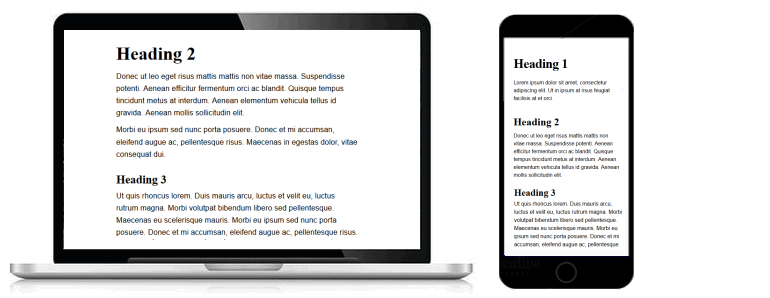 Heading 2
Donec ut leo eget risus mattis mattis non vitae massa. Suspendisse
potenti. Aenean efficitur fermentum orci ac blandit. Quisque tempus
tincidunt metus at interdum. Aenean elementum vehicula tellus id
gravida. Aenean mollis sollicitudin elit.
Morbi eu ipsum sed nunc porta posuere. Donec et mi accumsan,
eleifend augue ac, pellentesque risus. Maecenas in egestas dolor, vitae
consequat dui.
Heading 3
Ut quis rhoncus lorem. Duis mauris arcu, luctus et velit eu, luctus
rutrum magna. Morbi volutpat bibendum libero sed pellentesque.
Maecenas eu scelerisque mauris. Morbi eu ipsum sed nunc porta
posuere. Donec et mi accumsan, eleifend augue ac, pellentesque risus.
Heading 1
Lorem ipsum dolor sit amet, consectetur
adipiscing elit. Ut in ipsum at risus feugiat
facilisis at et orci.
Heading 2
Donec ut leo eget risus mattis mattis non
vitae massa. Suspendisse potenti. Aenean
efficitur fermentum orci ac blandit. Quisque
tempus tincidunt metus at interdum. Aenean
elementum vehicula tellus id gravida. Aenean
mollis sollicitudin elit.
Heading 3
Ut quis rhoncus lorem. Duis mauris arcu,
luctus et velit eu, luctus rutrum magna. Morbi
volutpat bibendum libero sed pellentesque.
Maecenas eu scelerisque mauris. Morbi eu
ipsum sed nunc porta posuere. Donec et mi
accumsan, eleifend augue ac, pellentesque